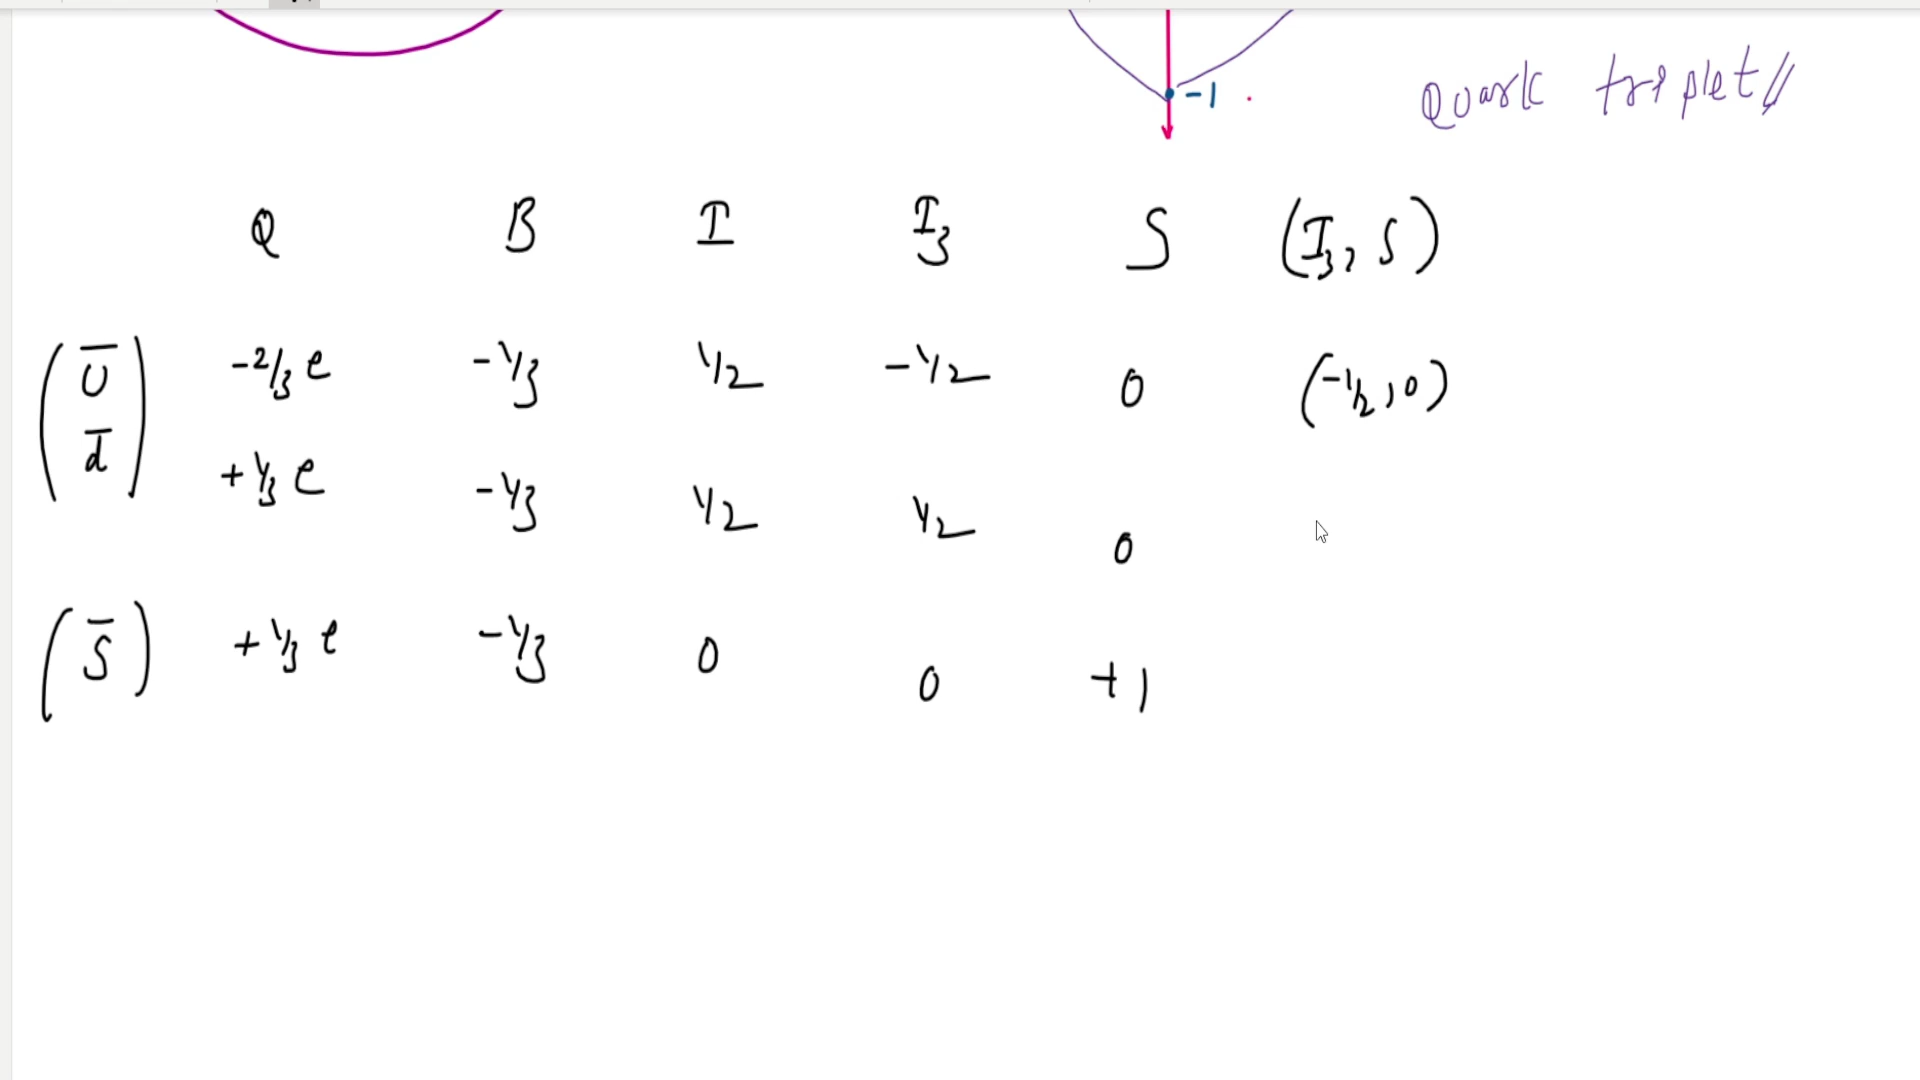 -1
Quark triplet//
Q B I I₃ S (I₃, S)
U̅ -2/3 e -1/3 1/2 -1/2 0 (-1/2, 0)
d̅ +1/3 e -1/3 1/2 1/2 0
(S̅) +1/3 e -1/3 0 0 +1